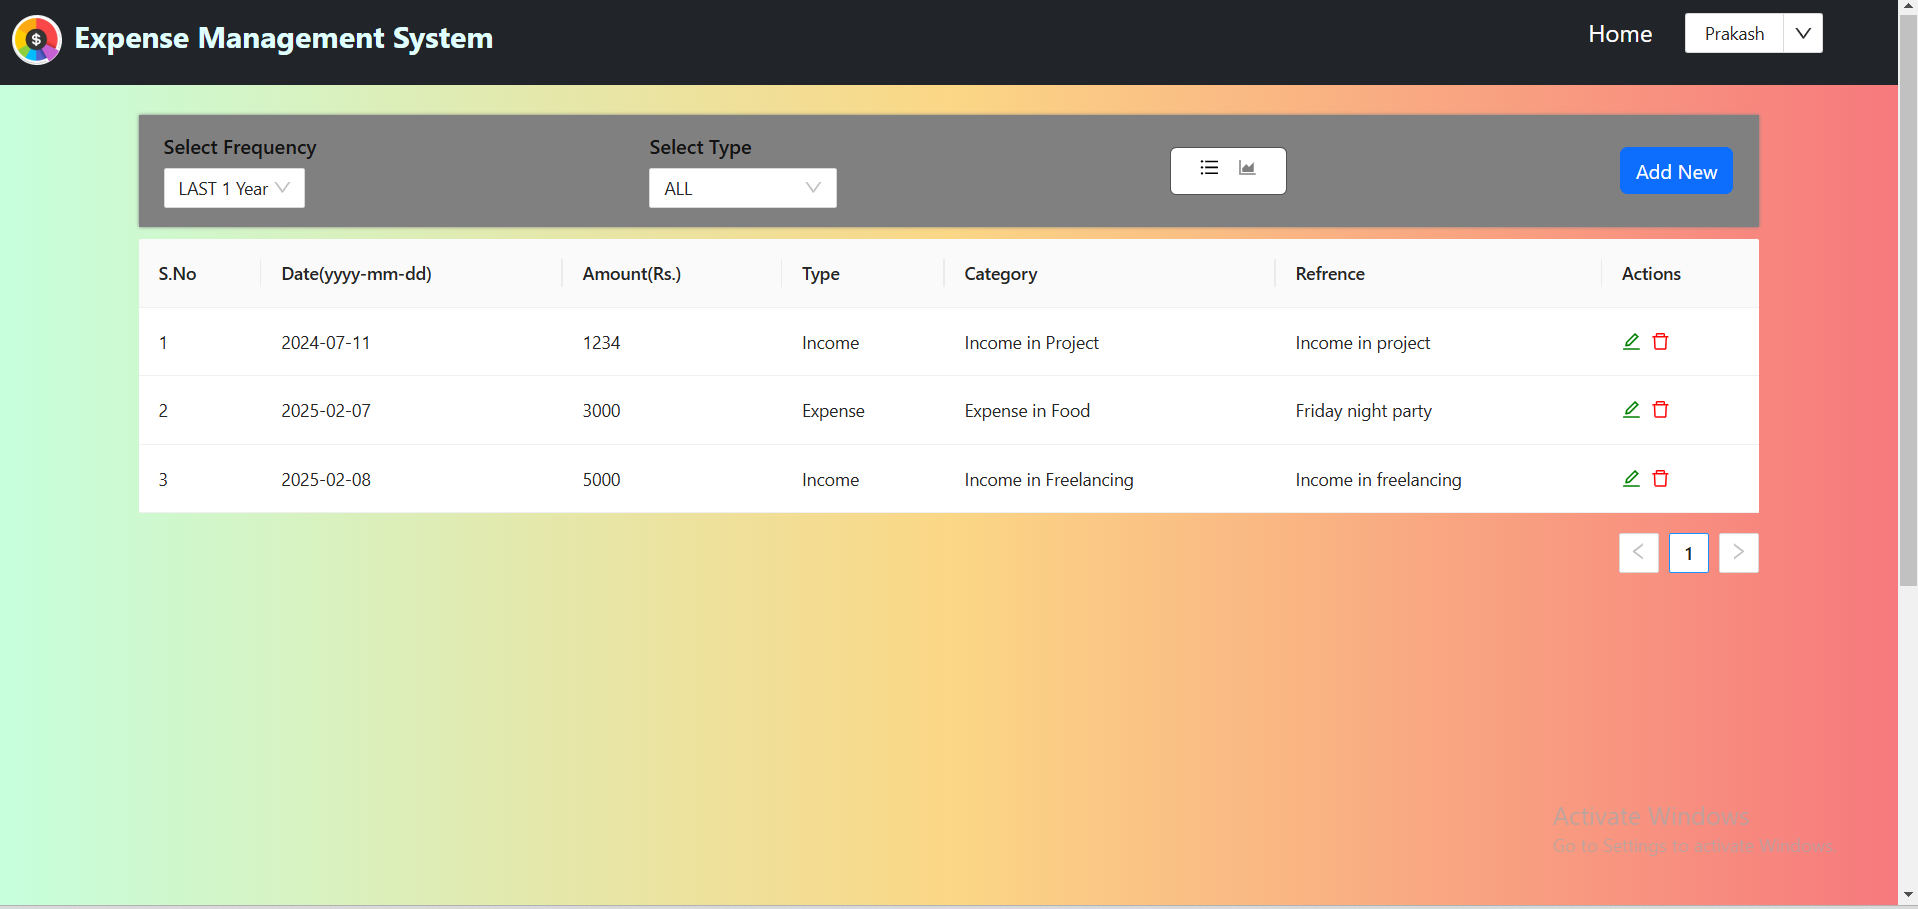 $
Expense Management System
Home
Prakash
Select Frequency
Select Type
LAST 1 Year
ALL
Add New
S.No Date(yyyy-mm-dd) Amount(Rs.) Type Category Refrence Actions
1 2024-07-11 1234 Income Income in Project Income in project
2 2025-02-07 3000 Expense Expense in Food Friday night party
3 2025-02-08 5000 Income Income in Freelancing Income in freelancing
< 1 >
Activate Windows
Go to Settings to activate Windows.